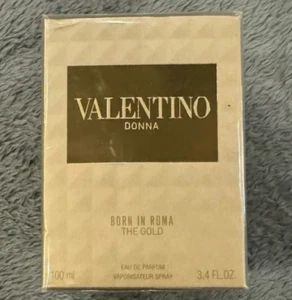 VALENTINO
DONNA
BORN IN ROMA
THE GOLD
EAU DE PARFUM
VAPORISATEUR SPRAY
100 ml 3.4 FL.OZ